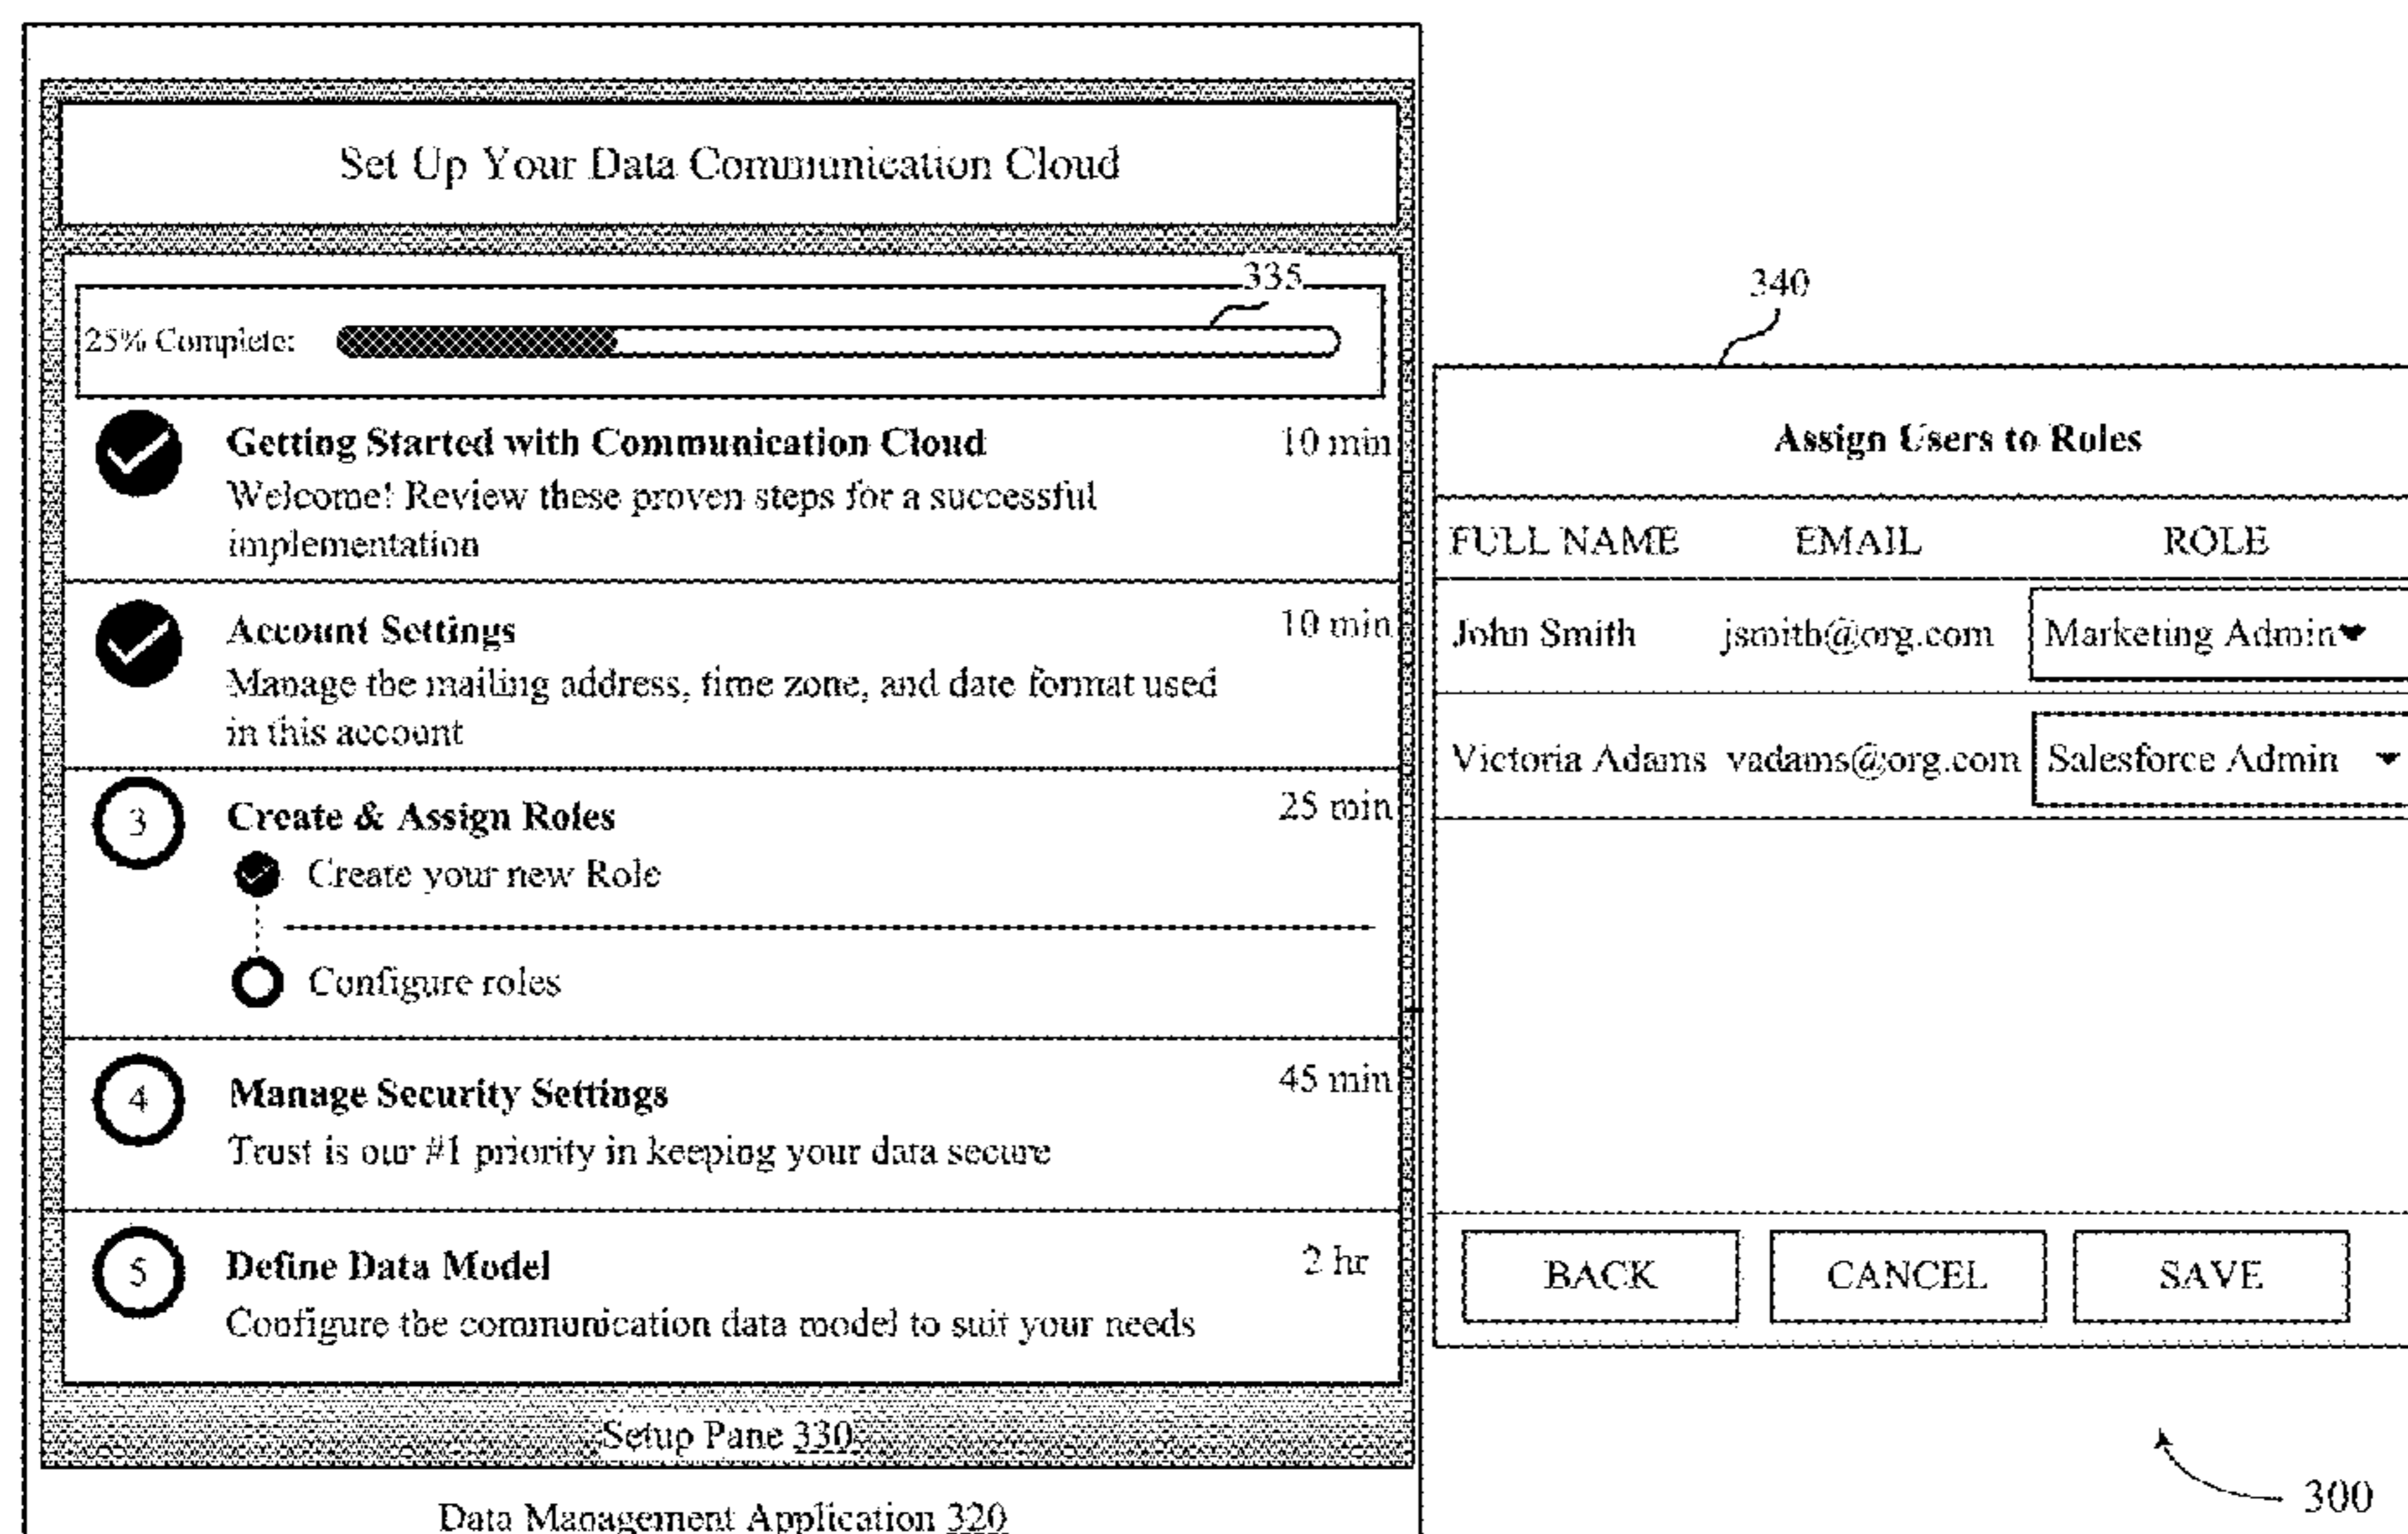 Set Up Your Data Communication Cloud
335
25% Complete:
Getting Started with Communication Cloud
10 min
Welcome! Review these proven steps for a successful
implementation
Account Settings
10 min
Manage the mailing address, time zone, and date format used
in this account
3
Create & Assign Roles
25 min
Create your new Role
Configure roles
4
Manage Security Settings
45 min
Trust is our #1 priority in keeping your data secure
5
Define Data Model
2 hr
Configure the communication data model to suit your needs
Setup Pane 330
Data Management Application 320
340
Assign Users to Roles
FULL NAME EMAIL ROLE
John Smith jsmith@org.com Marketing Admin
Victoria Adams vadams@org.com Salesforce Admin
BACK CANCEL SAVE
300